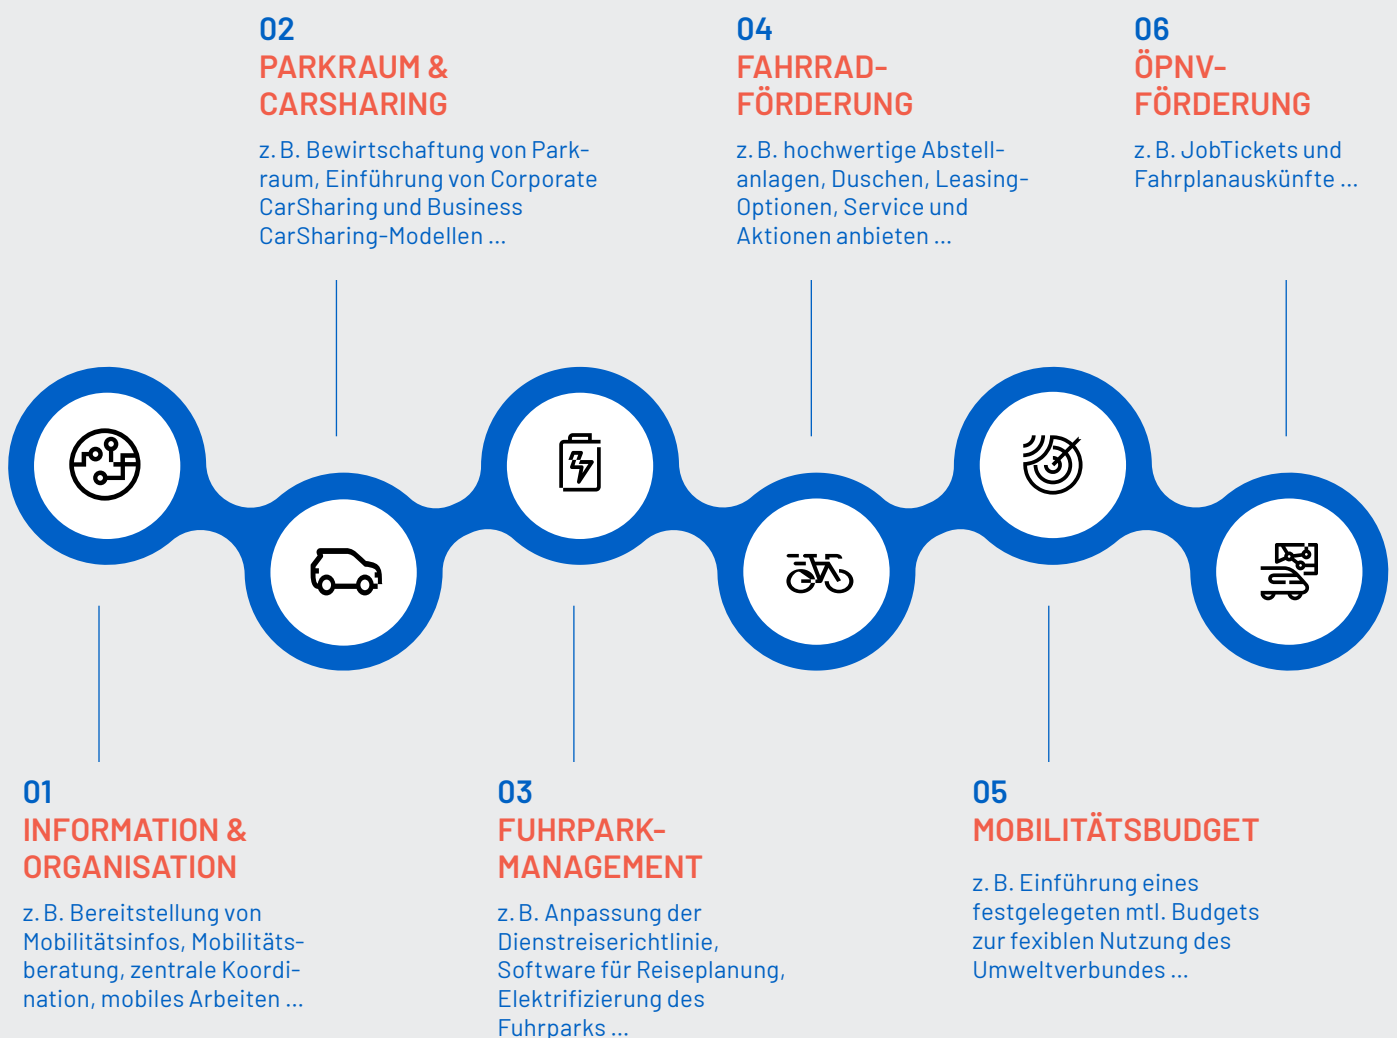 02
PARKRAUM &
CARSHARING
z. B. Bewirtschaftung von Park-
raum, Einführung von Corporate
CarSharing und Business
CarSharing-Modellen ...
04
FAHRRAD-
FÖRDERUNG
z. B. hochwertige Abstell-
anlagen, Duschen, Leasing-
Optionen, Service und
Aktionen anbieten ...
06
ÖPNV-
FÖRDERUNG
z. B. JobTickets und
Fahrplanauskünfte ...
01
INFORMATION &
ORGANISATION
z. B. Bereitstellung von
Mobilitätsinfos, Mobilitäts-
beratung, zentrale Koordi-
nation, mobiles Arbeiten ...
03
FUHRPARK-
MANAGEMENT
z. B. Anpassung der
Dienstreiserichtlinie,
Software für Reiseplanung,
Elektrifizierung des
Fuhrparks ...
05
MOBILITÄTSBUDGET
z. B. Einführung eines
festgelegeten mtl. Budgets
zur fexiblen Nutzung des
Umweltverbundes ...